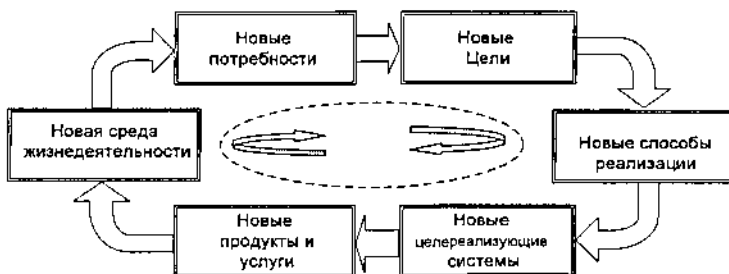 Новые
потребности
Новые
Цели
Новые способы
реализации
Новые
целереализующие
системы
Новые
продукты и
услуги
Новая среда
жизнедеятельности